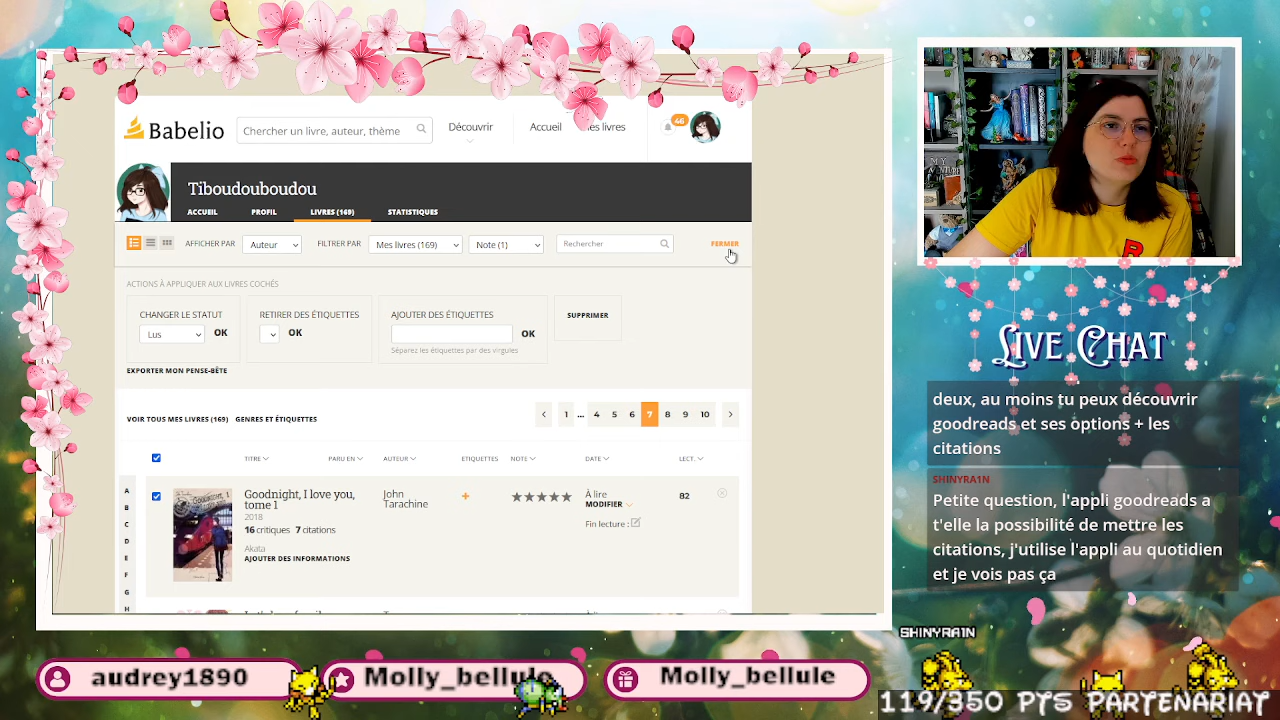 Babelio
Chercher un livre, auteur, thème
Découvrir
Accueil
es livres
46
Tiboudouboudou
ACCUEIL PROFIL LIVRES (169) STATISTIQUES
AFFICHER PAR Auteur FILTRER PAR Mes livres (169) Note (1) Rechercher FERMER
ACTIONS À APPLIQUER AUX LIVRES COCHÉS
CHANGER LE STATUT RETIRER DES ÉTIQUETTES AJOUTER DES ÉTIQUETTES SUPPRIMER
Lus OK OK OK
Séparez les étiquettes par des virgules
EXPORTER MON PENSE-BÊTE
VOIR TOUS MES LIVRES (169) GENRES ET ÉTIQUETTES
1 ... 4 5 6 7 8 9 10
TITRE PARU EN AUTEUR ETIQUETTES NOTE DATE LECT.
A
B
C
D
E
F
G
H
Goodnight, I love you, tome 1
2018
16 critiques 7 citations
Akata
AJOUTER DES INFORMATIONS
John Tarachine
À lire
MODIFIER
Fin lecture :
82
MY
LIVE CHAT
deux, au moins tu peux découvrir
goodreads et ses options + les
citations
SHINYRA1N
Petite question, l'appli goodreads a
t'elle la possibilité de mettre les
citations, j'utilise l'appli au quotidien
et je vois pas ça
SHINYRA1N
audrey1890
Molly_bellule
Molly_bellule
119/350 PTS PARTENARIAT